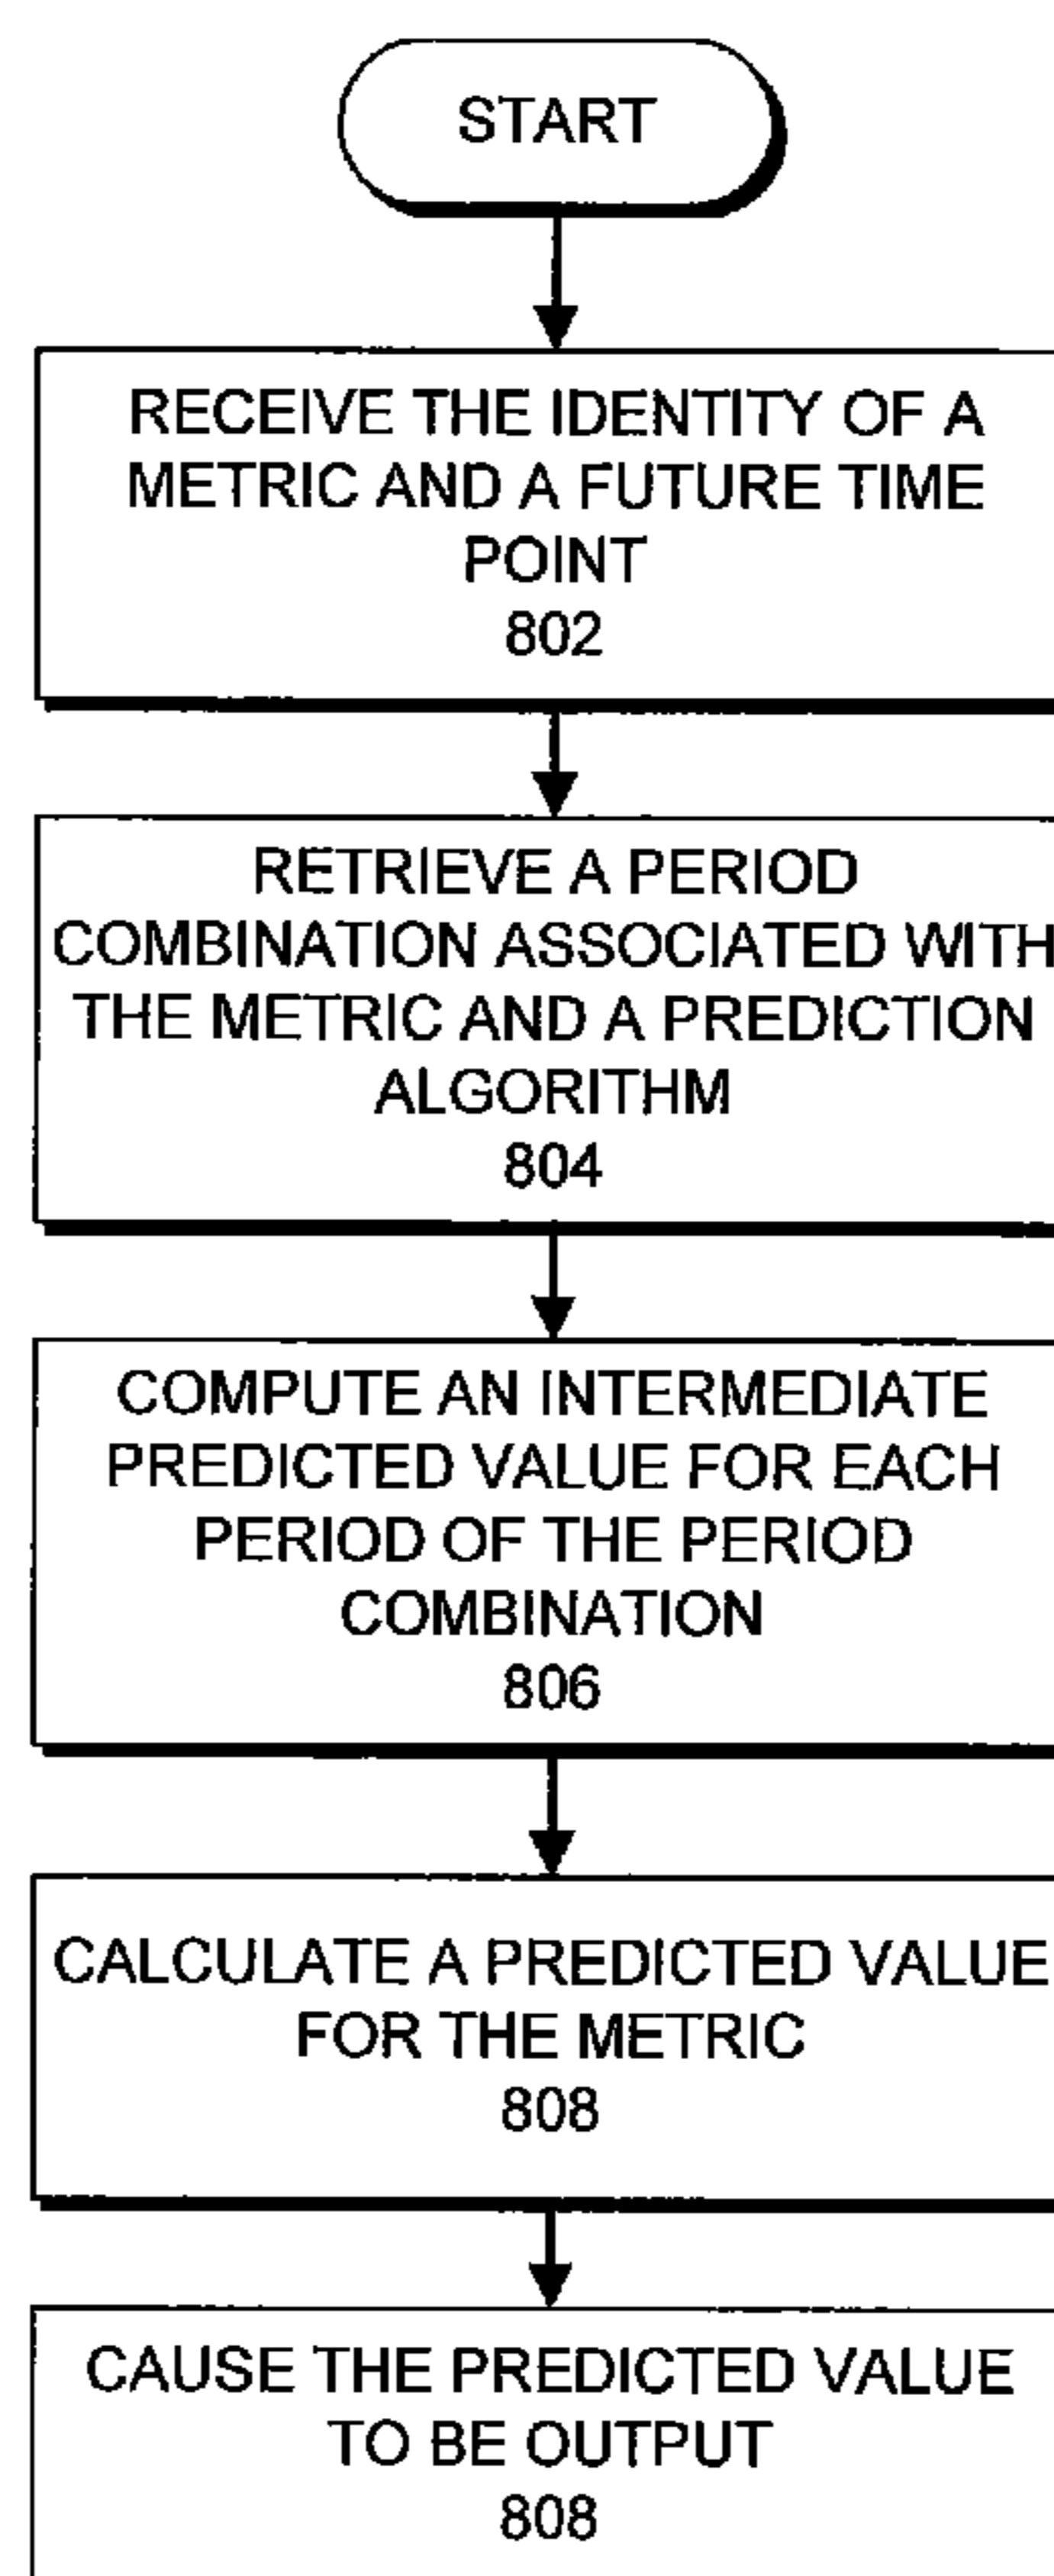 START
RECEIVE THE IDENTITY OF A
METRIC AND A FUTURE TIME
POINT
802
RETRIEVE A PERIOD
COMBINATION ASSOCIATED WITH
THE METRIC AND A PREDICTION
ALGORITHM
804
COMPUTE AN INTERMEDIATE
PREDICTED VALUE FOR EACH
PERIOD OF THE PERIOD
COMBINATION
806
CALCULATE A PREDICTED VALUE
FOR THE METRIC
808
CAUSE THE PREDICTED VALUE
TO BE OUTPUT
808